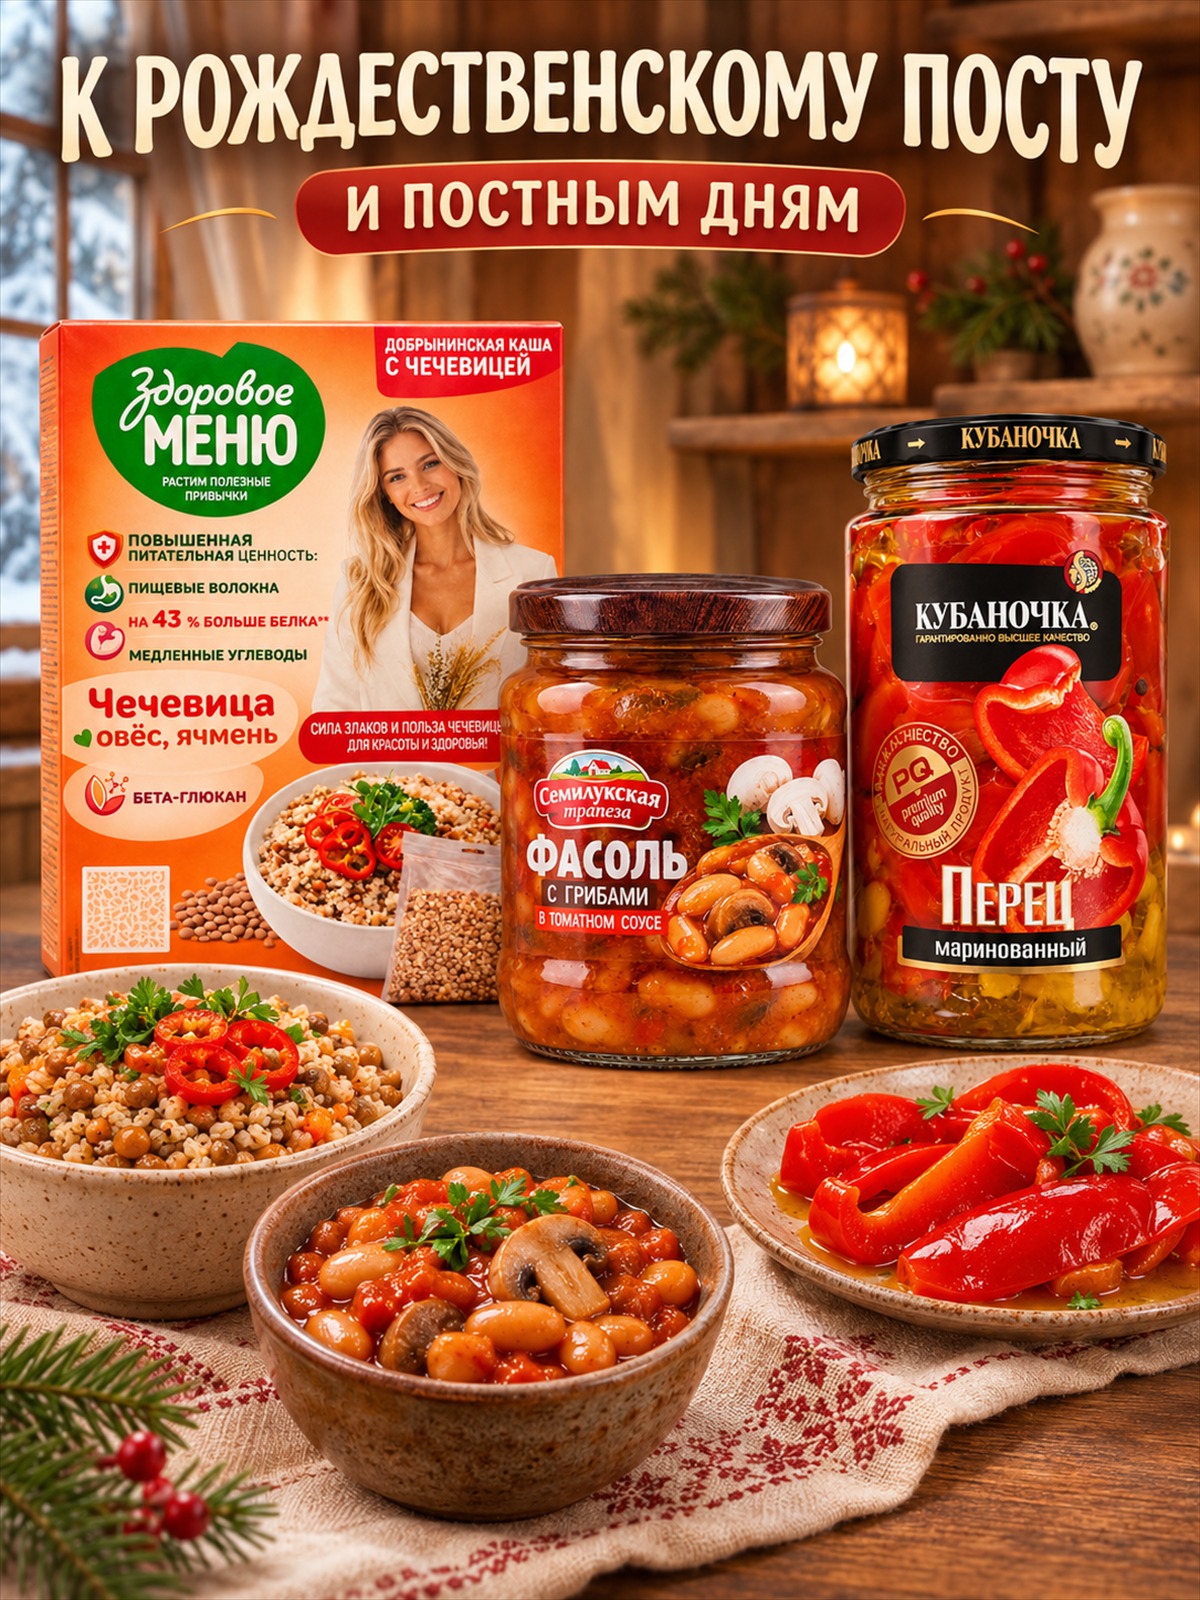 К РОЖДЕСТВЕНСКОМУ ПОСТУ
И ПОСТНЫМ ДНЯМ
ДОБРЫНИНСКАЯ КАША
С ЧЕЧЕВИЦЕЙ
Здоровое
МЕНЮ
РАСТИМ ПОЛЕЗНЫЕ
ПРИВЫЧКИ
ПОВЫШЕННАЯ
ПИТАТЕЛЬНАЯ ЦЕННОСТЬ:
ПИЩЕВЫЕ ВОЛОКНА
НА 43 % БОЛЬШЕ БЕЛКА**
МЕДЛЕННЫЕ УГЛЕВОДЫ
Чечевица
овёс, ячмень
БЕТА-ГЛЮКАН
СИЛА ЗЛАКОВ И ПОЛЬЗА ЧЕЧЕВИЦЫ
ДЛЯ КРАСОТЫ И ЗДОРОВЬЯ!
Семилукская
трапеза
ФАСОЛЬ
С ГРИБАМИ
В ТОМАТНОМ СОУСЕ
КУБАНОЧКА
КУБАНОЧКА
ГАРАНТИРОВАННО ВЫСШЕЕ КАЧЕСТВО
PQ
premium
quality
НАТУРАЛЬНЫЙ ПРОДУКТ
Перец
маринованный